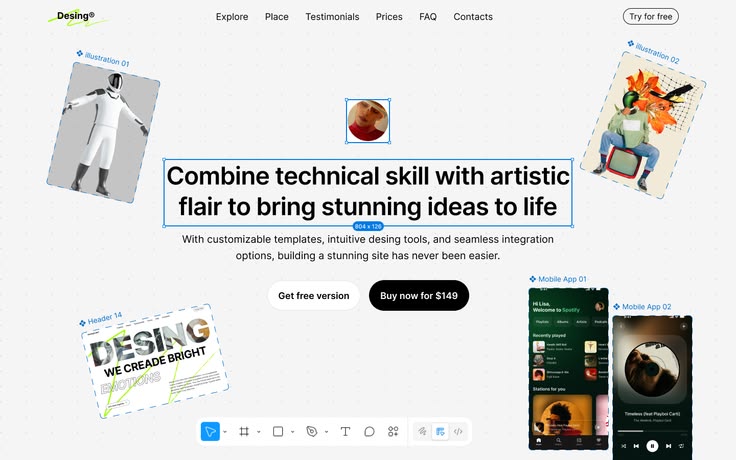 Desing®
Explore
Place
Testimonials
Prices
FAQ
Contacts
Try for free
illustration 01
illustration 02
Combine technical skill with artistic
flair to bring stunning ideas to life
804 x 126
With customizable templates, intuitive desing tools, and seamless integration
options, building a stunning site has never been easier.
Get free version
Buy now for $149
Header 14
DESING
WE CREADE BRIGHT
EMOTIONS
Mobile App 01
Hi Lisa,
Welcome to Spotify
Playlists
Albums
Artists
Podcasts
Recently played
Stations for you
Mobile App 02
Timeless (feat Playboi Carti)